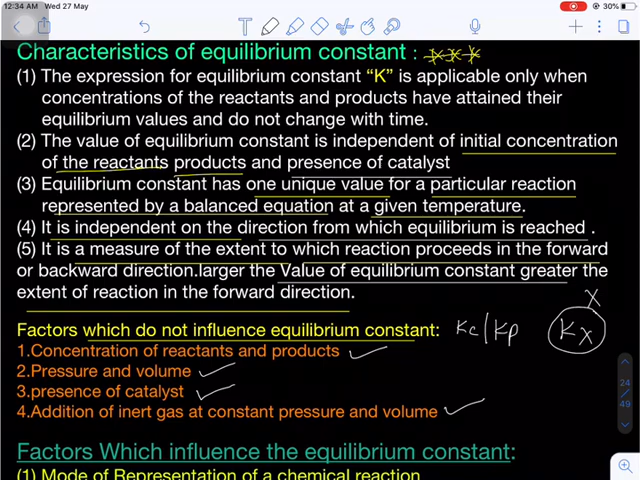 12:34 AM Wed 27 May
30%
Characteristics of equilibrium constant : ***
(1) The expression for equilibrium constant “K” is applicable only when
concentrations of the reactants and products have attained their
equilibrium values and do not change with time.
(2) The value of equilibrium constant is independent of initial concentration
of the reactants products and presence of catalyst
(3) Equilibrium constant has one unique value for a particular reaction
represented by a balanced equation at a given temperature.
(4) It is independent on the direction from which equilibrium is reached .
(5) It is a measure of the extent to which reaction proceeds in the forward
or backward direction.larger the Value of equilibrium constant greater the
extent of reaction in the forward direction.
X
Factors which do not influence equilibrium constant: Kc/Kp Kx
1.Concentration of reactants and products
2.Pressure and volume
3.presence of catalyst
4.Addition of inert gas at constant pressure and volume
24
/
49
Factors Which influence the equilibrium constant:
(1) Mode of Representation of a chemical reaction